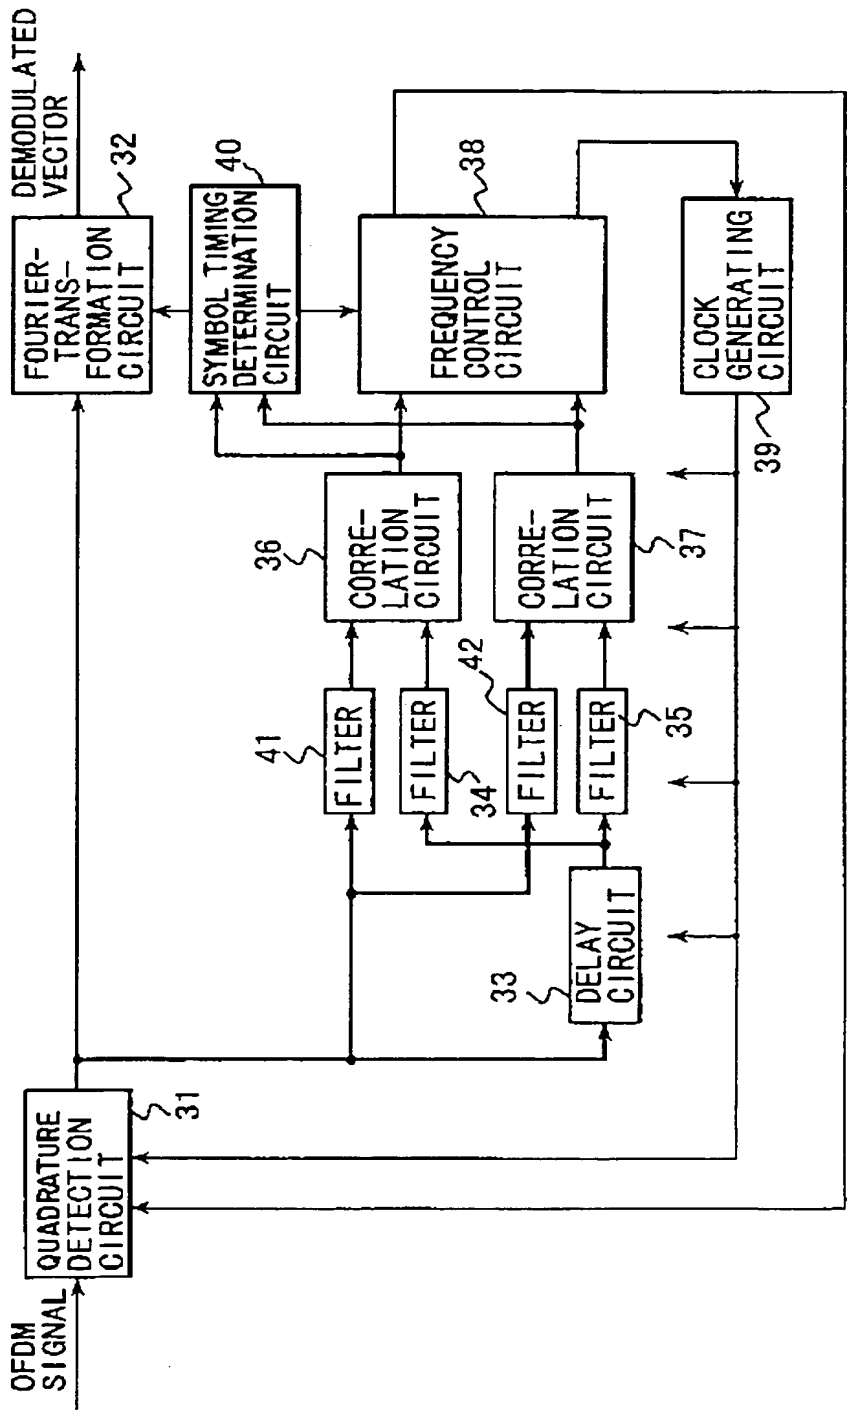 OFDM
SIGNAL
QUADRATURE
DETECTION
CIRCUIT
31
FOURIER-
TRANS-
FORMATION
CIRCUIT
32
DEMODULATED
VECTOR
SYMBOL TIMING
DETERMINATION
CIRCUIT
40
33
DELAY
CIRCUIT
41
FILTER
FILTER
34
42
FILTER
FILTER
35
36
CORRE-
LATION
CIRCUIT
CORRE-
LATION
CIRCUIT
37
FREQUENCY
CONTROL
CIRCUIT
38
CLOCK
GENERATING
CIRCUIT
39